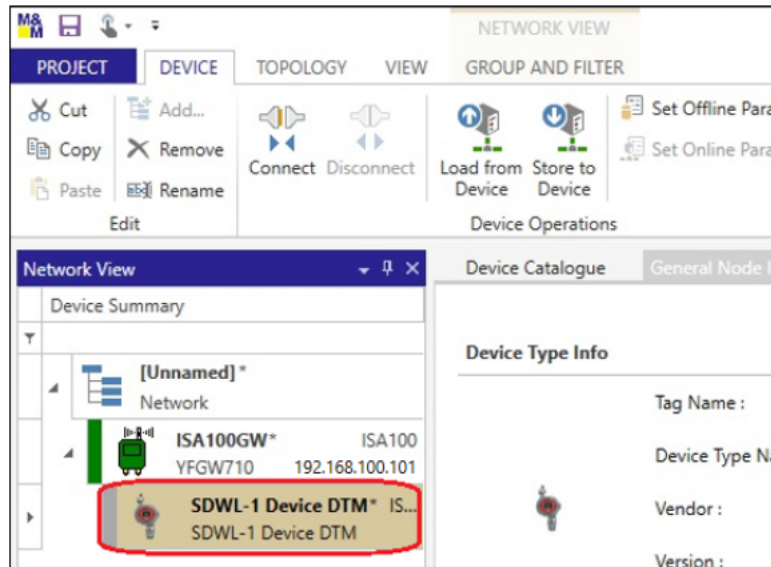 M&M
NETWORK VIEW
PROJECT DEVICE TOPOLOGY VIEW GROUP AND FILTER
Cut Add...
Copy Remove
Paste Rename
Connect Disconnect
Load from Device Store to Device
Set Offline Para
Set Online Para
Edit Device Operations
Network View
Device Summary
[Unnamed]*
Network
ISA100GW* ISA100
YFGW710 192.168.100.101
SDWL-1 Device DTM* IS...
SDWL-1 Device DTM
Device Catalogue General Node I
Device Type Info
Tag Name :
Device Type Na
Vendor :
Version :